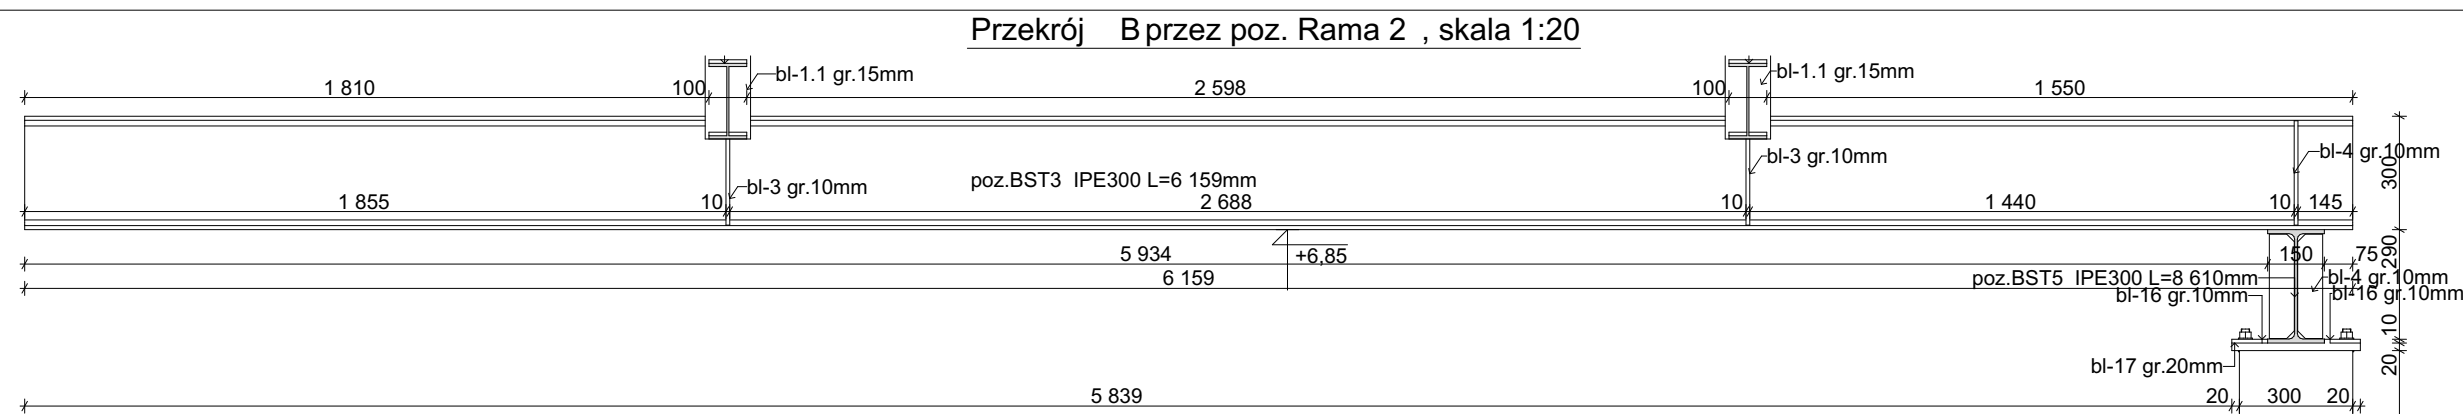 Przekrój B przez poz. Rama 2 , skala 1:20
1 810
100
bl-1.1 gr.15mm
2 598
100
bl-1.1 gr.15mm
1 550
bl-3 gr.10mm
poz.BST3 IPE300 L=6 159mm
bl-3 gr.10mm
bl-4 gr.10mm
300
1 855
10
2 688
10
1 440
10
145
5 934
+6,85
150
75
290
6 159
poz.BST5 IPE300 L=8 610mm
bl-4 gr.10mm
bl-16 gr.10mm
bl-16 gr.10mm
10
bl-17 gr.20mm
20
5 839
20
300
20